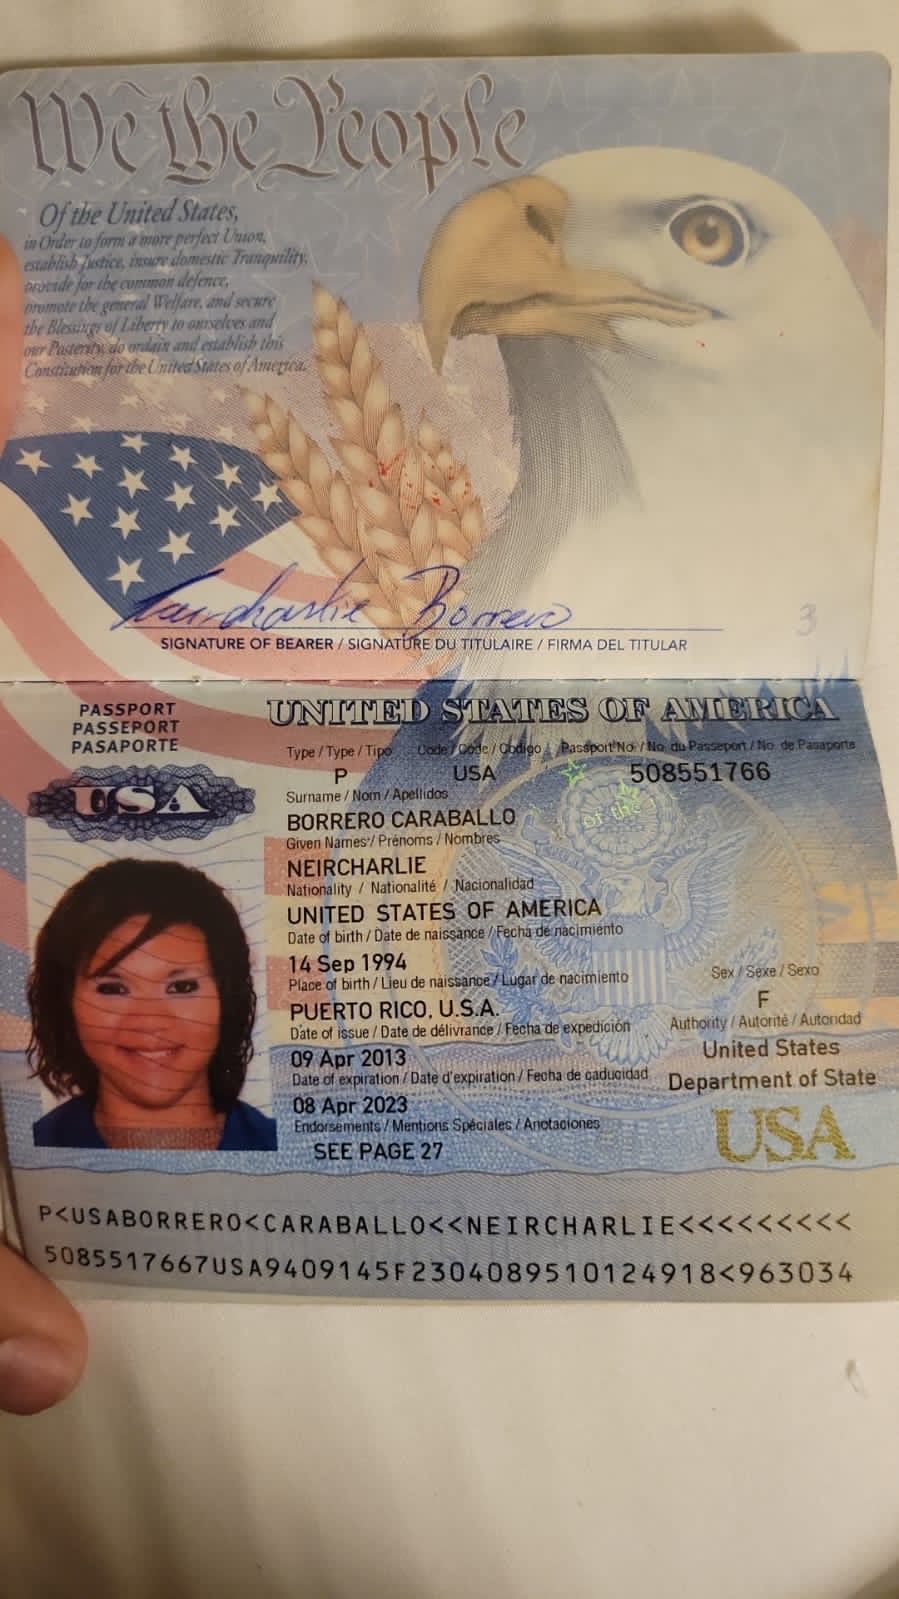 We the People
Of the United States,
in Order to form a more perfect Union,
establish Justice, insure domestic Tranquility,
provide for the common defence,
promote the general Welfare, and secure
the Blessings of Liberty to ourselves and
our Posterity, do ordain and establish this
Constitution for the United States of America.
Neircharlie Borrero
SIGNATURE OF BEARER / SIGNATURE DU TITULAIRE / FIRMA DEL TITULAR
3
PASSPORT
PASSEPORT
PASAPORTE
UNITED STATES OF AMERICA
Type / Type / Tipo Code / Code / Código Passport No. / No. du Passeport / No. de Pasaporte
P USA 508551766
USA
Surname / Nom / Apellidos
BORRERO CARABALLO
Given Names / Prénoms / Nombres
NEIRCHARLIE
Nationality / Nationalité / Nacionalidad
UNITED STATES OF AMERICA
Date of birth / Date de naissance / Fecha de nacimiento
14 Sep 1994
Place of birth / Lieu de naissance / Lugar de nacimiento Sex / Sexe / Sexo
PUERTO RICO, U.S.A. F
Date of issue / Date de délivrance / Fecha de expedición Authority / Autorité / Autoridad
09 Apr 2013 United States
Date of expiration / Date d'expiration / Fecha de caducidad Department of State
08 Apr 2023
Endorsements / Mentions Spéciales / Anotaciones
SEE PAGE 27
USA
P<USABORRERO<CARABALLO<<NEIRCHARLIE<<<<<<<<<
5085517667USA9409145F2304089510124918<963034